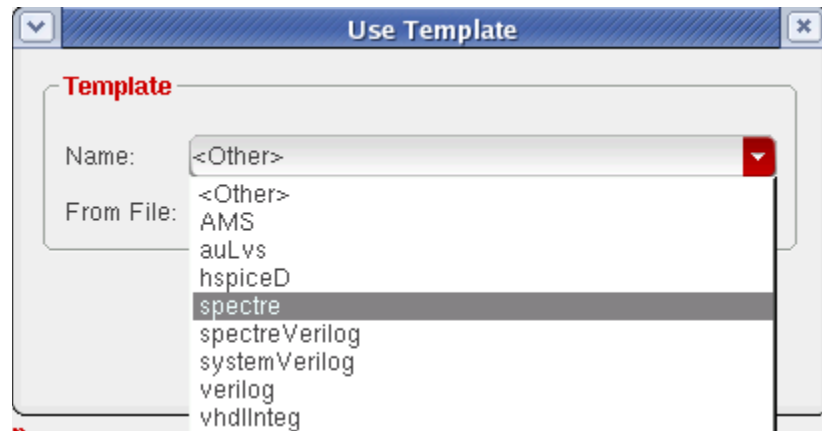 Use Template
Template
Name: <Other>
From File:
<Other>
AMS
auLvs
hspiceD
spectre
spectreVerilog
systemVerilog
verilog
vhdlInteg